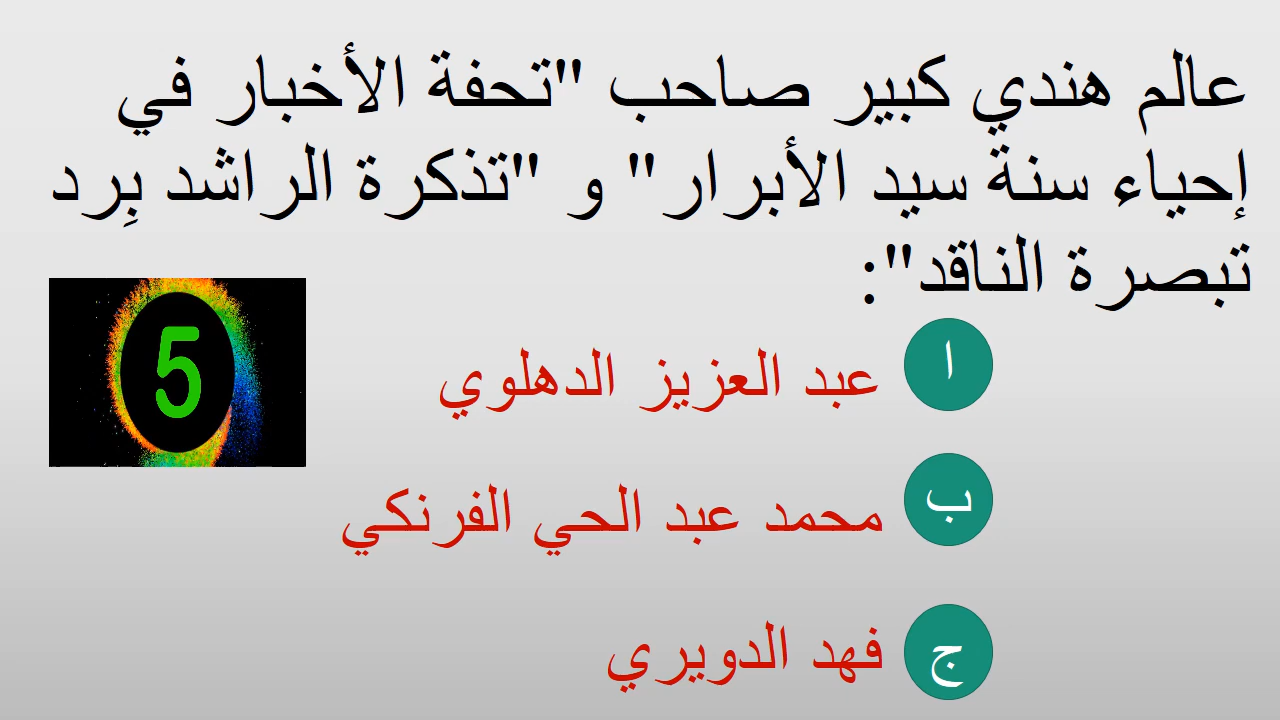 عالم هندي كبير صاحب "تحفة الأخبار في
إحياء سنة سيد الأبرار" و "تذكرة الراشد بِرد
تبصرة الناقد":
ا
عبد العزيز الدهلوي
5
ب
محمد عبد الحي الفرنكي
ج
فهد الدويري